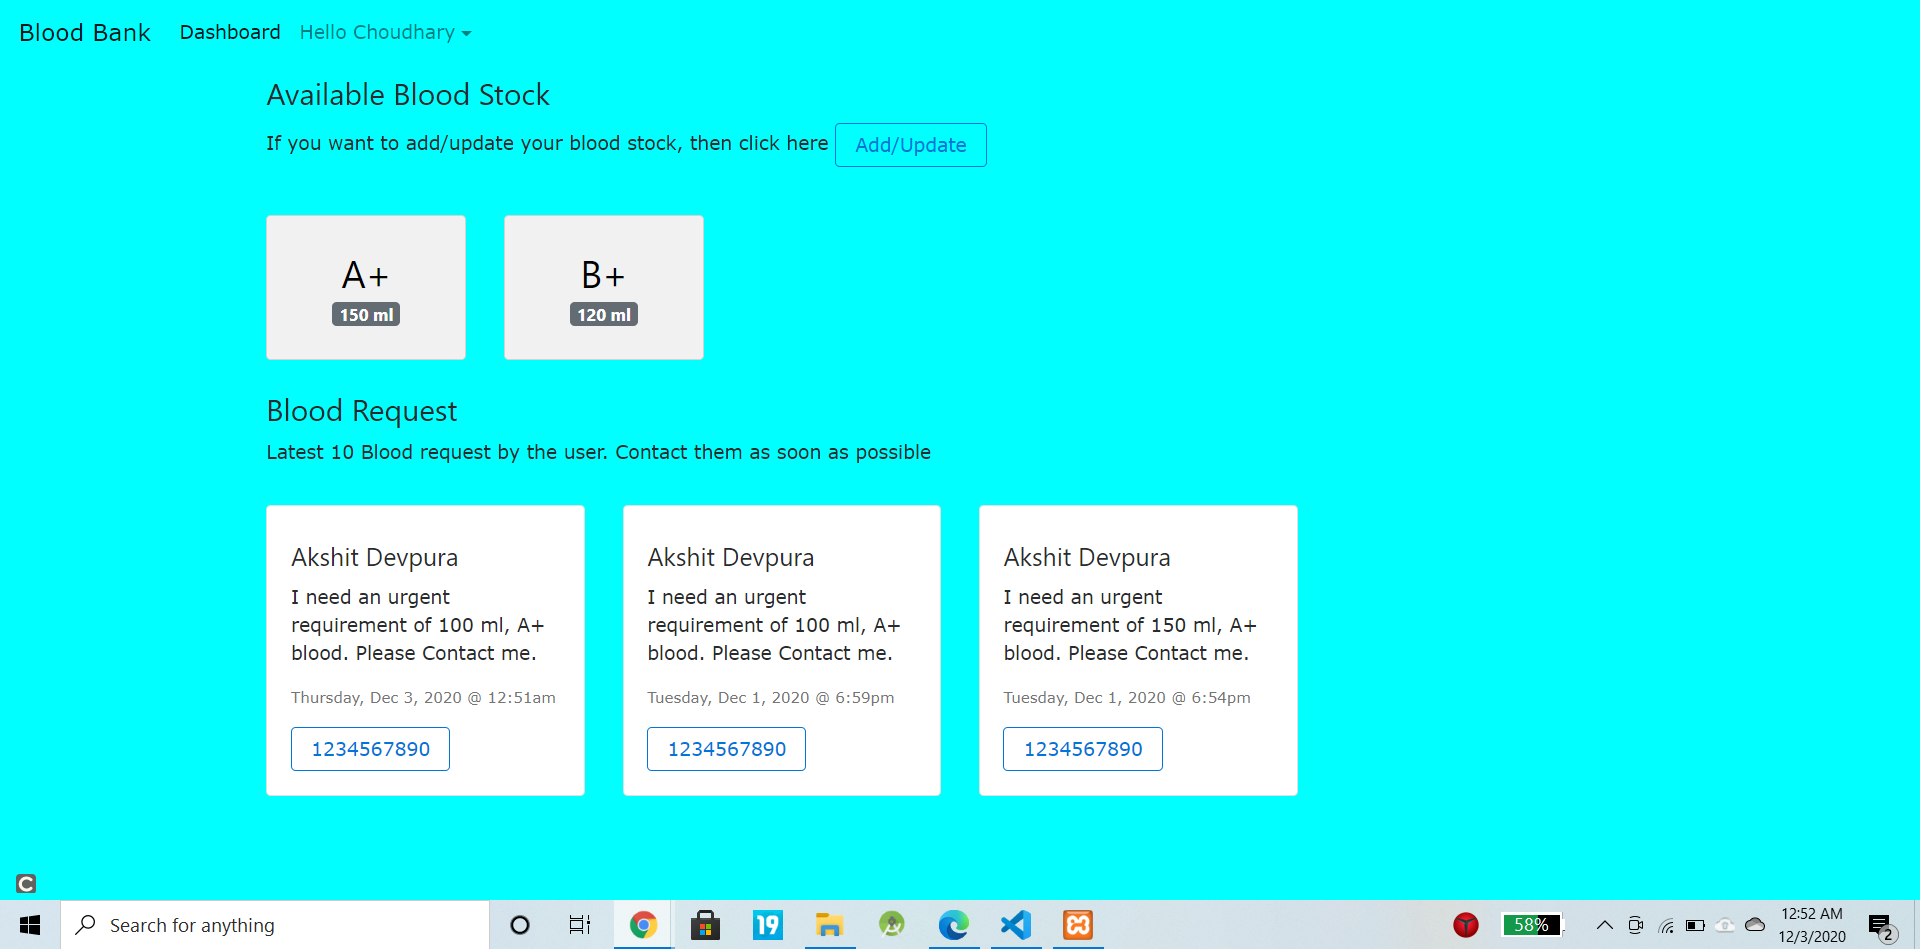 Blood Bank Dashboard Hello Choudhary
Available Blood Stock
If you want to add/update your blood stock, then click here Add/Update
A+
150 ml
B+
120 ml
Blood Request
Latest 10 Blood request by the user. Contact them as soon as possible
Akshit Devpura
I need an urgent
requirement of 100 ml, A+
blood. Please Contact me.
Thursday, Dec 3, 2020 @ 12:51am
1234567890
Akshit Devpura
I need an urgent
requirement of 100 ml, A+
blood. Please Contact me.
Tuesday, Dec 1, 2020 @ 6:59pm
1234567890
Akshit Devpura
I need an urgent
requirement of 150 ml, A+
blood. Please Contact me.
Tuesday, Dec 1, 2020 @ 6:54pm
1234567890
C
Search for anything
19
58%
12:52 AM
12/3/2020
2